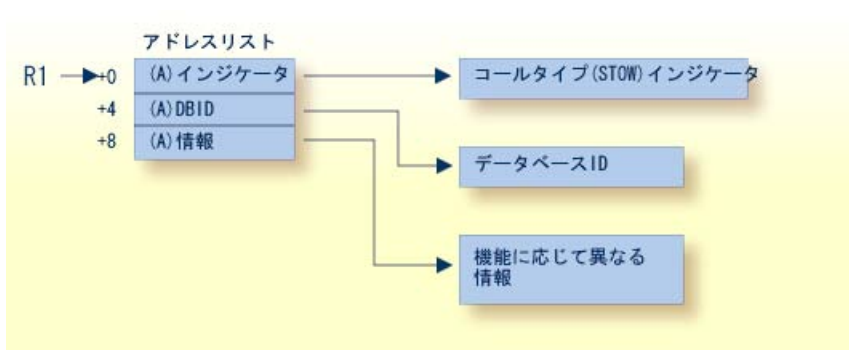 アドレスリスト
R1 +0 (A)インジケータ コールタイプ(STOW)インジケータ
+4 (A)DBID
+8 (A)情報
データベースID
機能に応じて異なる
情報